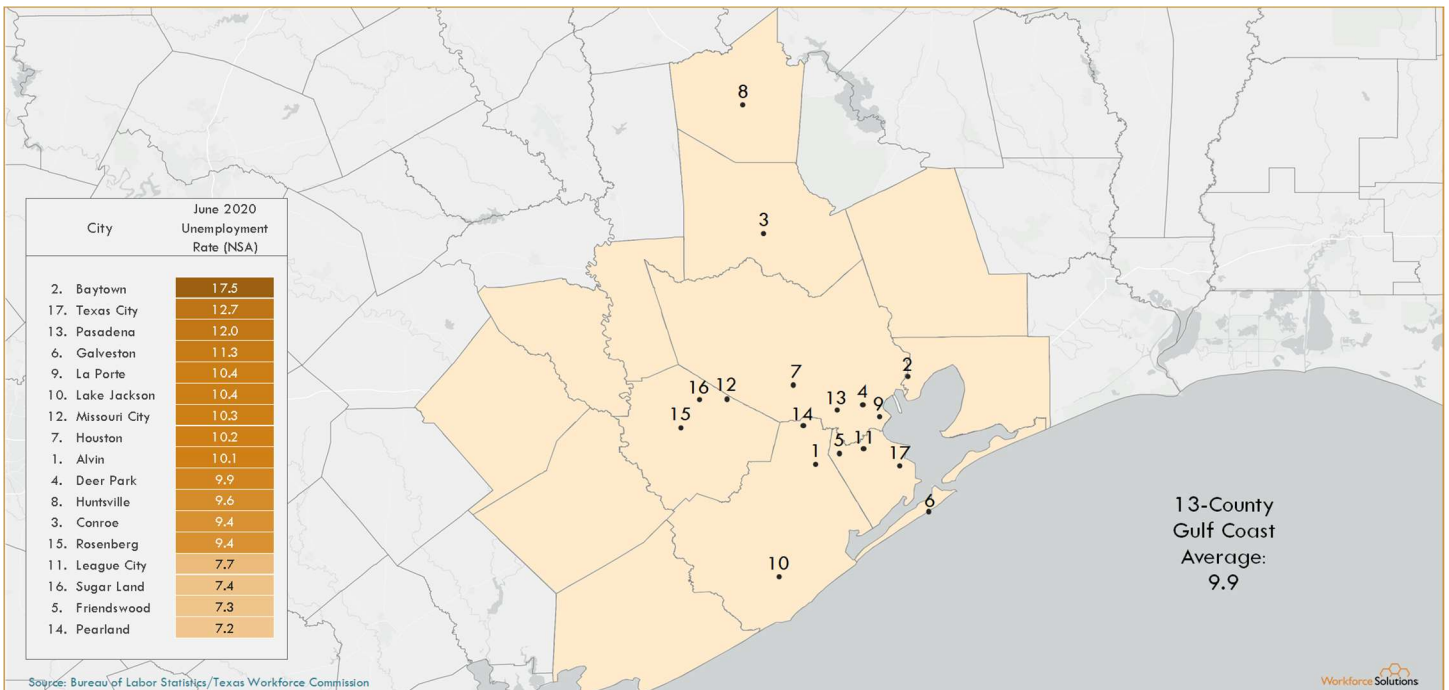 8
3
City
June 2020
Unemployment
Rate (NSA)
2. Baytown 17.5
17. Texas City 12.7
13. Pasadena 12.0
6. Galveston 11.3
9. La Porte 10.4
10. Lake Jackson 10.4
12. Missouri City 10.3
7. Houston 10.2
1. Alvin 10.1
4. Deer Park 9.9
8. Huntsville 9.6
3. Conroe 9.4
15. Rosenberg 9.4
11. League City 7.7
16. Sugar Land 7.4
5. Friendswood 7.3
14. Pearland 7.2
2
7
16 12
13 4
9
15
14
5 11
1
17
6
10
13-County
Gulf Coast
Average:
9.9
Source: Bureau of Labor Statistics/Texas Workforce Commission
Workforce Solutions